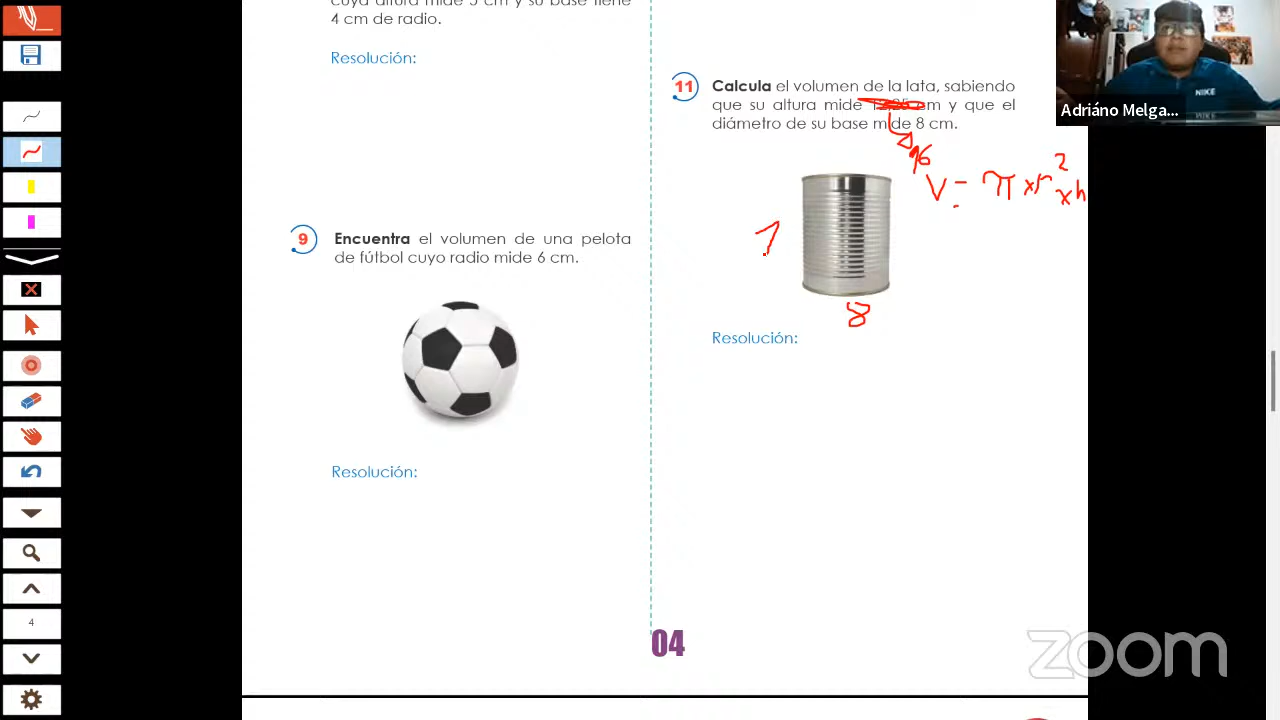 cuya altura mide 5 cm y su base tiene
4 cm de radio.
Resolución:
9 Encuentra el volumen de una pelota
de fútbol cuyo radio mide 6 cm.
Resolución:
11 Calcula el volumen de la lata, sabiendo
que su altura mide cm y que el
diámetro de su base mide 8 cm.
16
V = π x r²
x h
1
8
Resolución:
04
4
NIKE
Adriáno Melga...
zoom